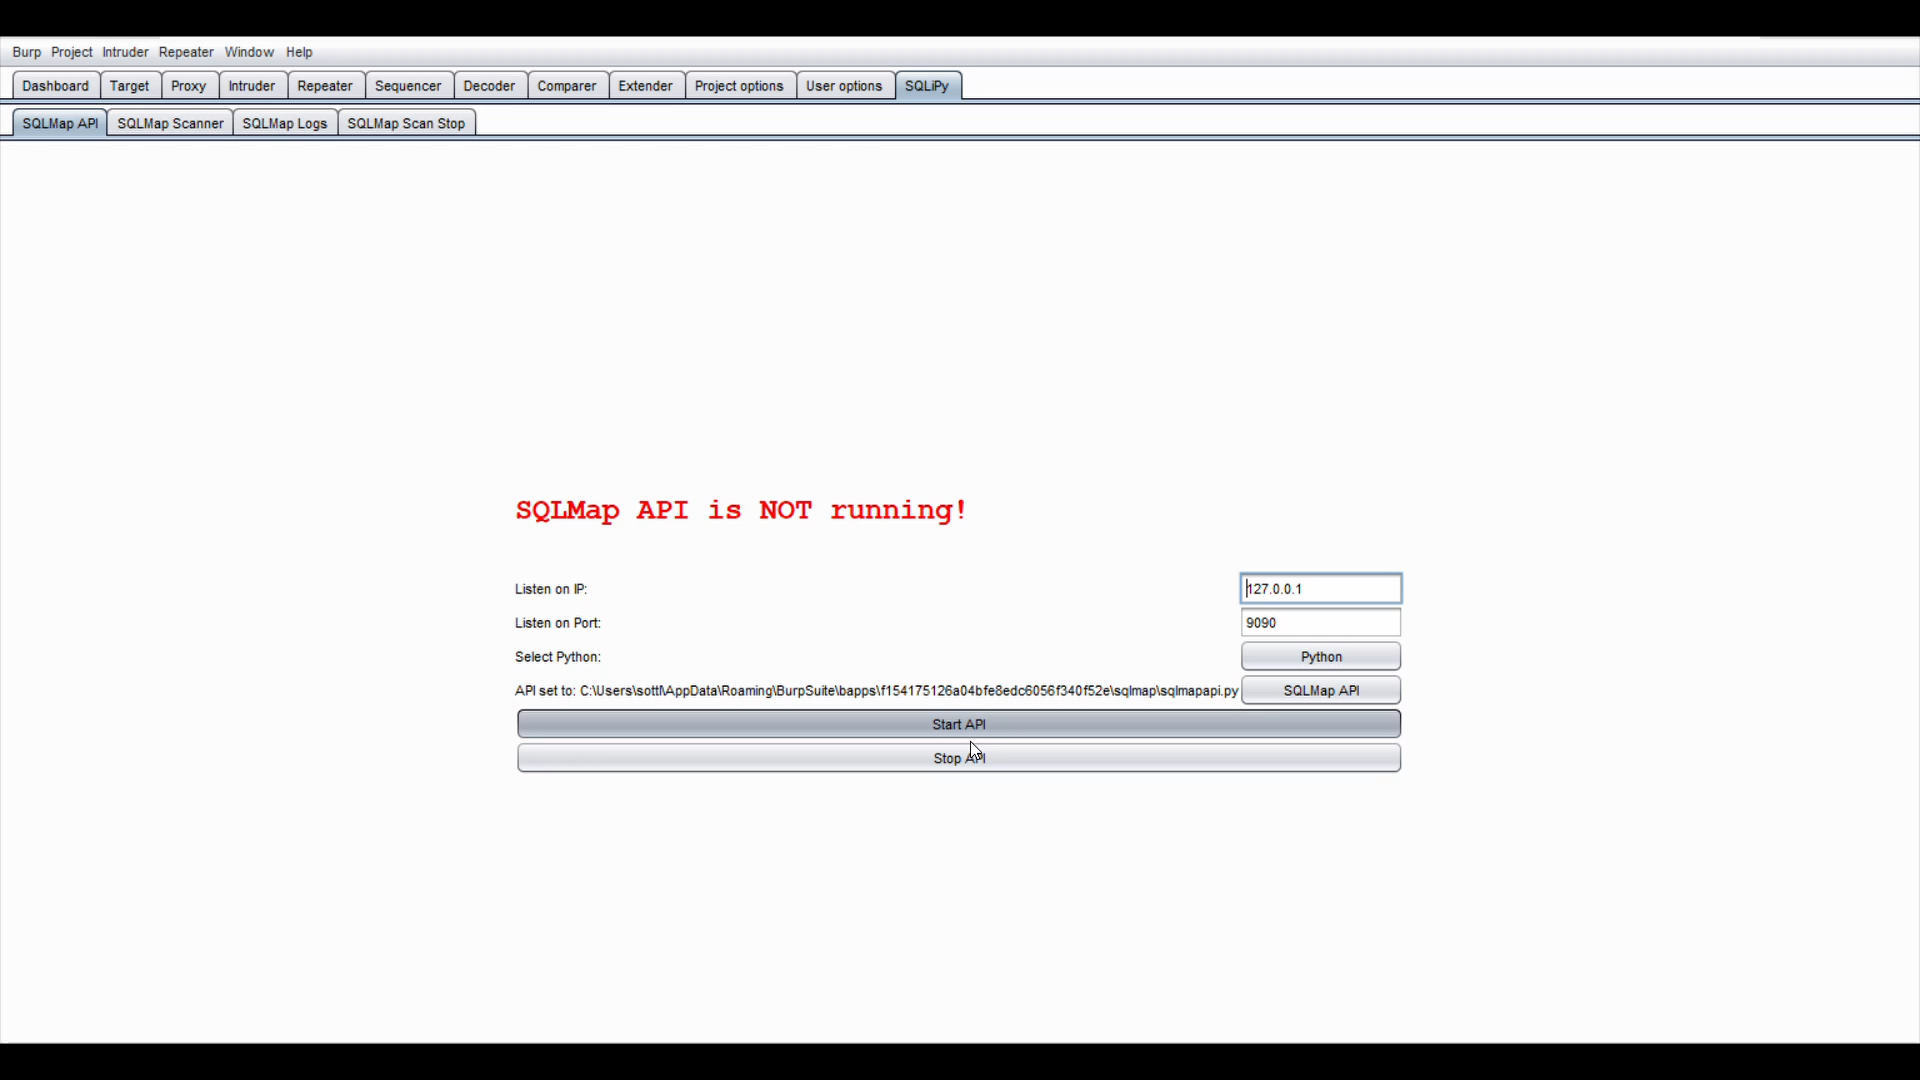 Burp Project Intruder Repeater Window Help
Dashboard Target Proxy Intruder Repeater Sequencer Decoder Comparer Extender Project options User options SQLiPy
SQLMap API SQLMap Scanner SQLMap Logs SQLMap Scan Stop
SQLMap API is NOT running!
Listen on IP: 127.0.0.1
Listen on Port: 9090
Select Python: Python
API set to: C:\Users\sottl\AppData\Roaming\BurpSuite\bapps\f154175126a04bfe8edc6056f340f52e\sqlmap\sqlmapapi.py SQLMap API
Start API
Stop API